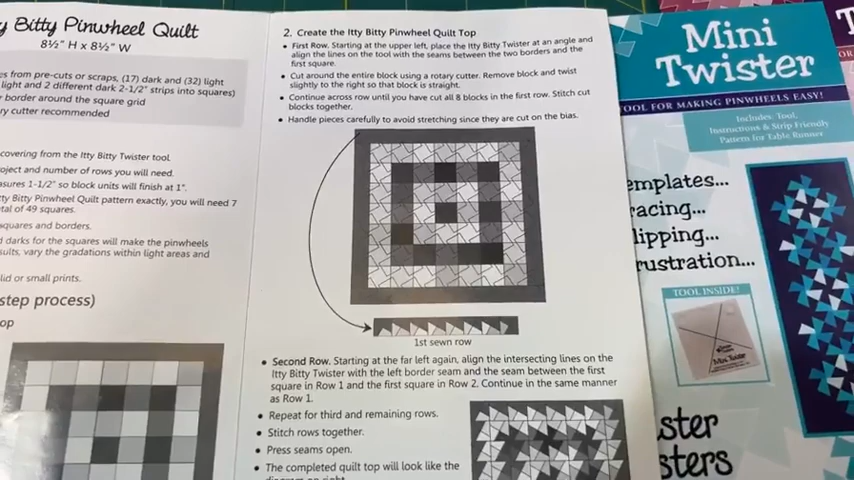 Bitty Pinwheel Quilt
8½" H x 8½" W
es from pre-cuts or scraps, (17) dark and (32) light
light and 2 different dark 2-1/2" strips into squares)
border around the square grid
ry cutter recommended
covering from the Itty Bitty Twister tool
oject and number of rows you will need.
asures 1-1/2" so block units will finish at 1".
tty Bitty Pinwheel Quilt pattern exactly, you will need 7
otal of 49 squares.
squares and borders.
d darks for the squares will make the pinwheels
sults, vary the gradations within light areas and
lid or small prints.
step process)
op
2. Create the Itty Bitty Pinwheel Quilt Top
• First Row. Starting at the upper left, place the Itty Bitty Twister at an angle and
align the lines on the tool with the seams between the two borders and the
first square.
• Cut around the entire block using a rotary cutter. Remove block and twist
slightly to the right so that block is straight.
• Continue across row until you have cut all 8 blocks in the first row. Stitch cut
blocks together.
• Handle pieces carefully to avoid stretching since they are cut on the bias.
1st sewn row
• Second Row. Starting at the far left again, align the intersecting lines on the
Itty Bitty Twister with the left border seam and the seam between the first
square in Row 1 and the first square in Row 2. Continue in the same manner
as Row 1.
• Repeat for third and remaining rows.
• Stitch rows together.
• Press seams open.
• The completed quilt top will look like the
diagram on right.
Mini
Twister
TOOL FOR MAKING PINWHEELS EASY!
Includes: Tool,
Instructions & Strip Friendly
Pattern for Table Runner
emplates...
racing...
lipping...
rustration...
TOOL INSIDE!
Mini Twister
ster
sters
T